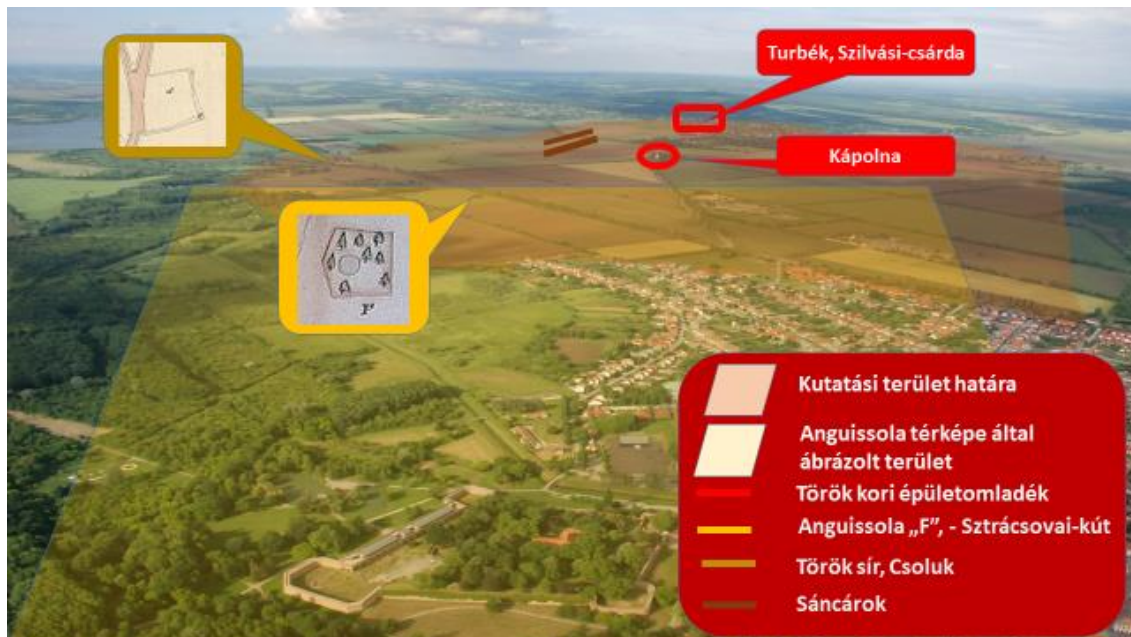 Turbék, Szilvási-csárda
Kápolna
F
Kutatási terület határa
Anguissola térképe által
ábrázolt terület
Török kori épületomladék
Anguissola „F”, - Sztrácsovai-kút
Török sír, Csoluk
Sáncárok